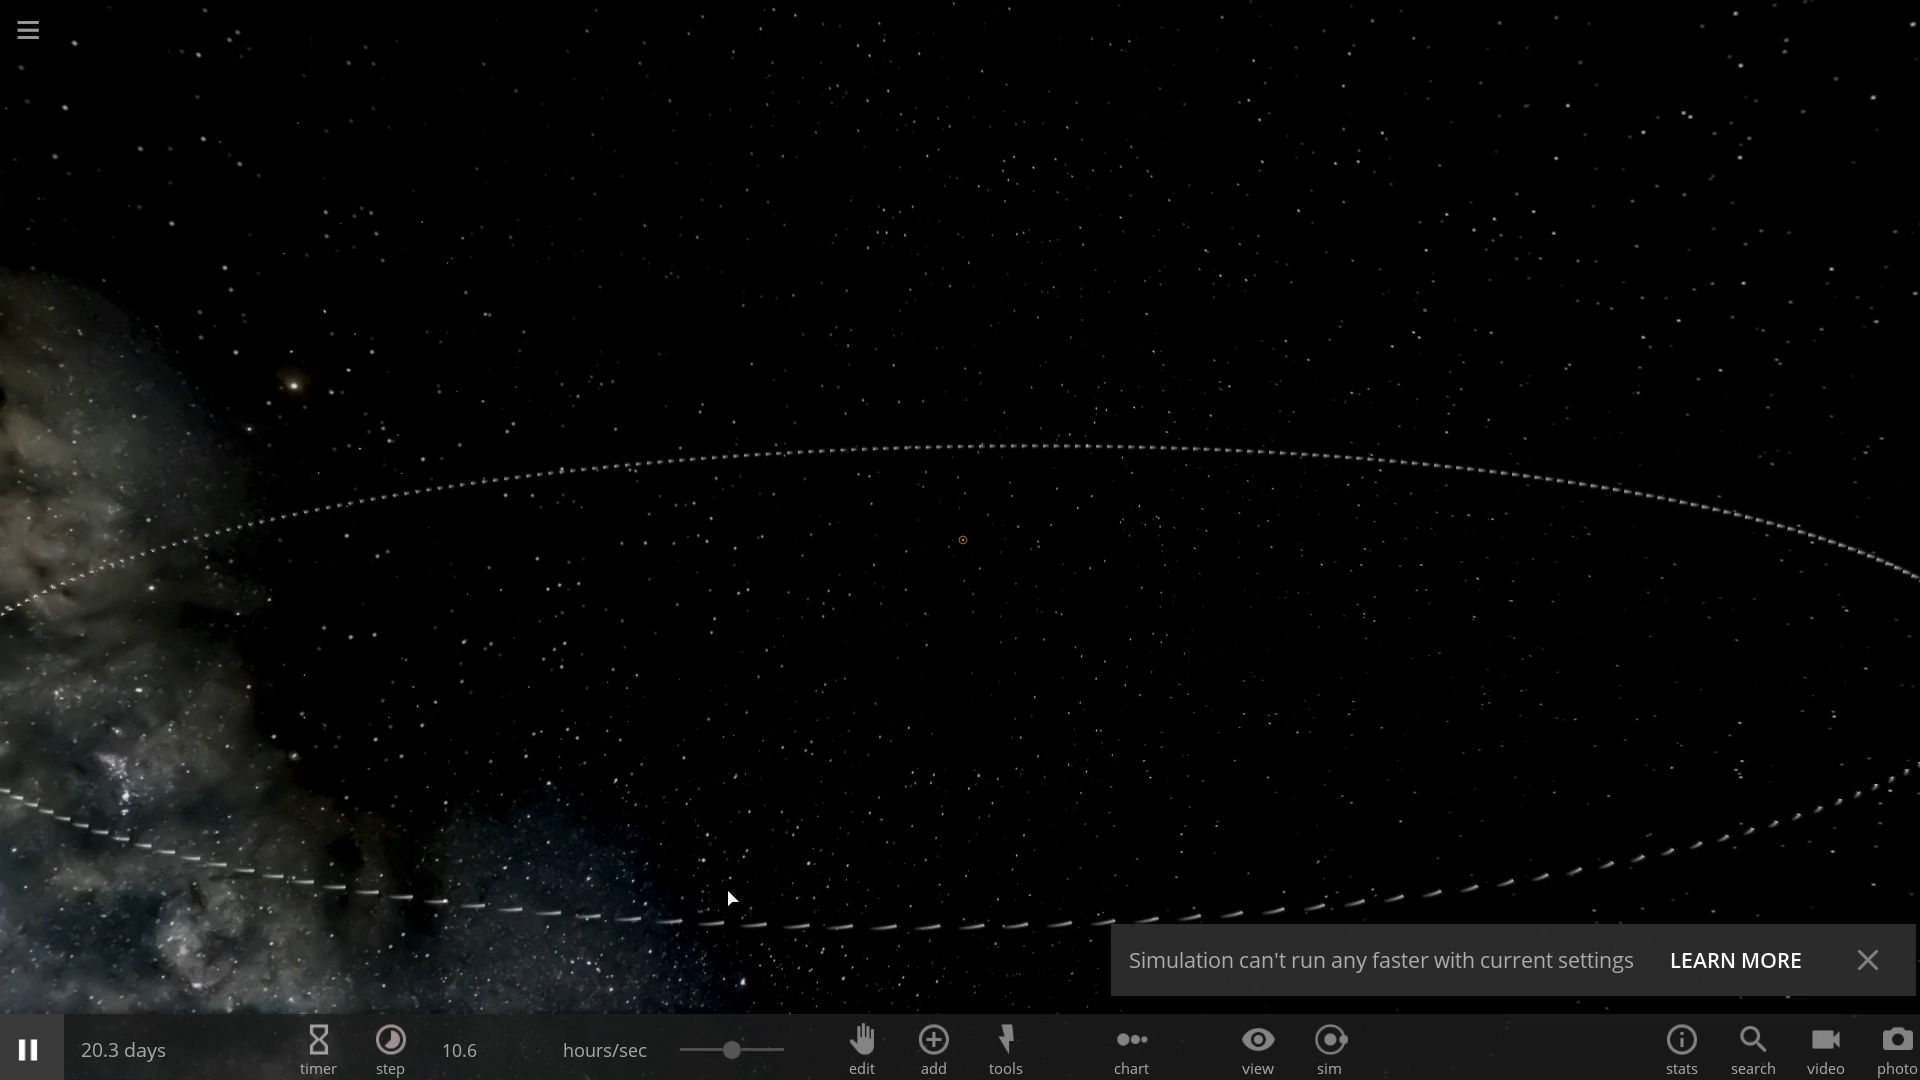 Simulation can't run any faster with current settings LEARN MORE
20.3 days
timer
step
10.6 hours/sec
edit
add
tools
chart
view
sim
stats
search
video
photo